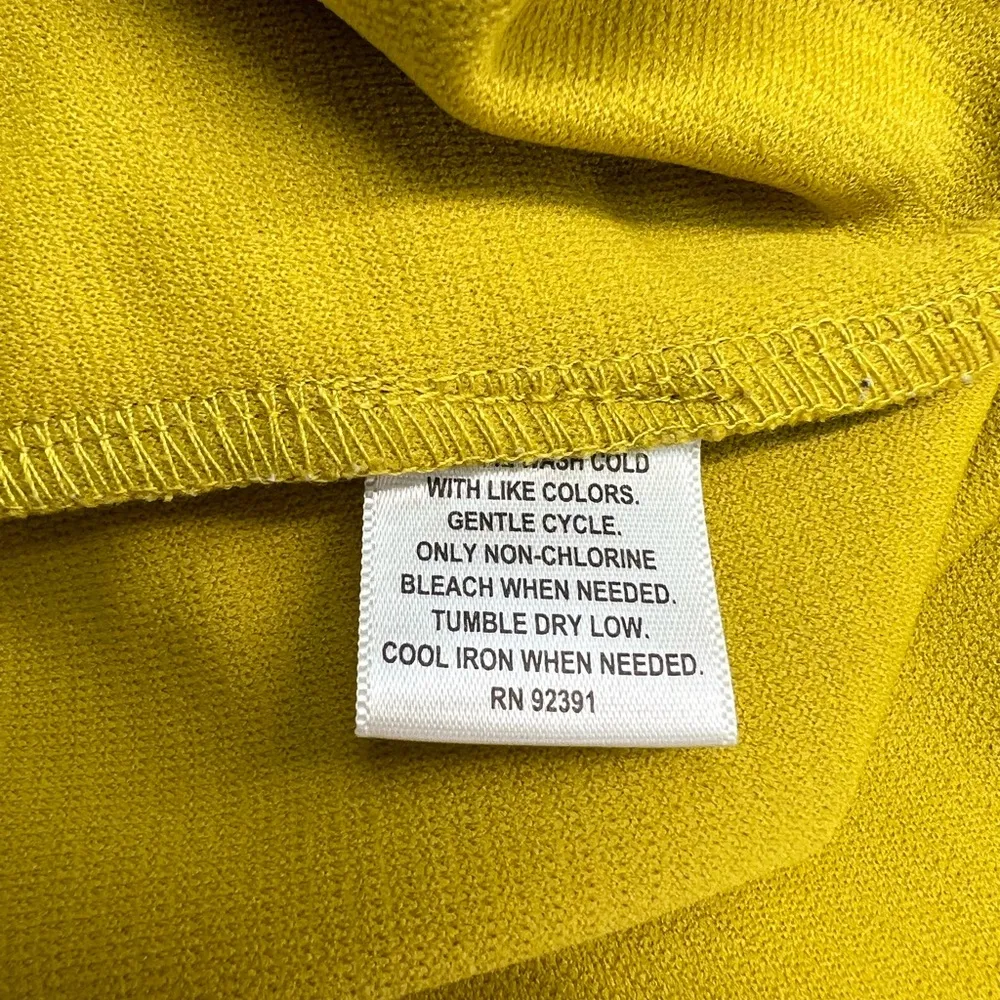 WASH COLD
WITH LIKE COLORS.
GENTLE CYCLE.
ONLY NON-CHLORINE
BLEACH WHEN NEEDED.
TUMBLE DRY LOW.
COOL IRON WHEN NEEDED.
RN 92391